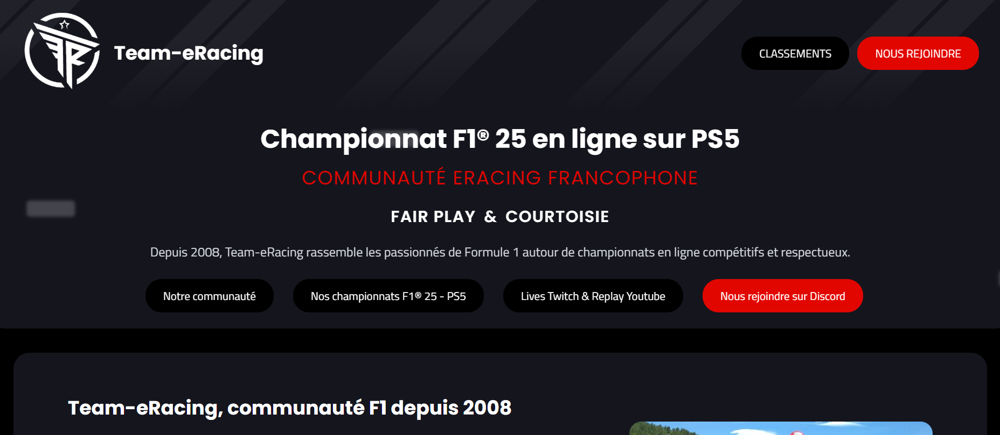 Team-eRacing
CLASSEMENTS
NOUS REJOINDRE
Championnat F1® 25 en ligne sur PS5
COMMUNAUTÉ ERACING FRANCOPHONE
FAIR PLAY & COURTOISIE
Depuis 2008, Team-eRacing rassemble les passionnés de Formule 1 autour de championnats en ligne compétitifs et respectueux.
Notre communauté
Nos championnats F1® 25 - PS5
Lives Twitch & Replay Youtube
Nous rejoindre sur Discord
Team-eRacing, communauté F1 depuis 2008